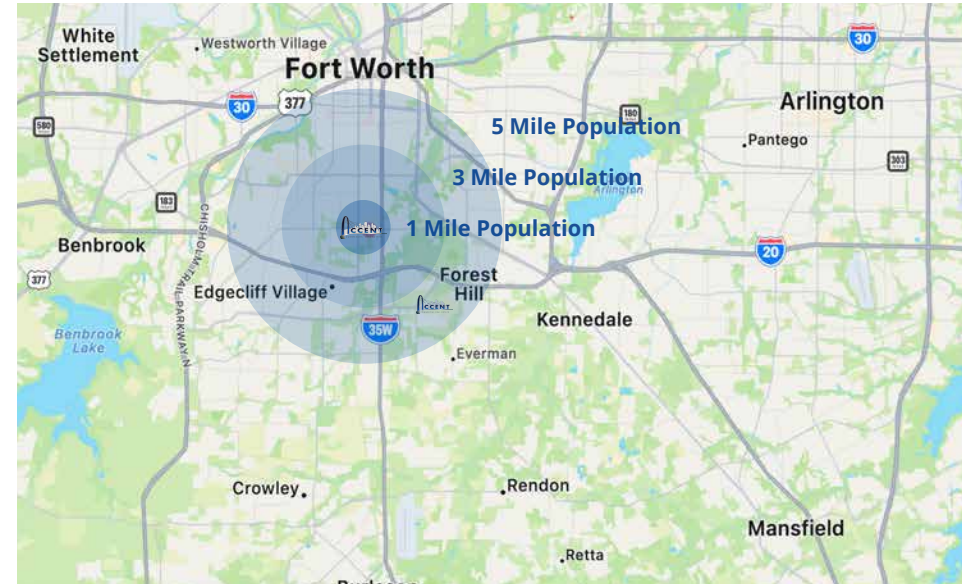 White
Settlement
Westworth Village
Fort Worth
30
377
30
Arlington
580
180
5 Mile Population
Pantego
303
3 Mile Population
Arlington
183
1 Mile Population
ACCENT
Benbrook
CHISHOLM TRAIL PARKWAY N
20
377
Edgecliff Village
Forest
Hill
ACCENT
35W
Kennedale
Benbrook
Lake
Everman
Crowley
Rendon
Mansfield
Retta